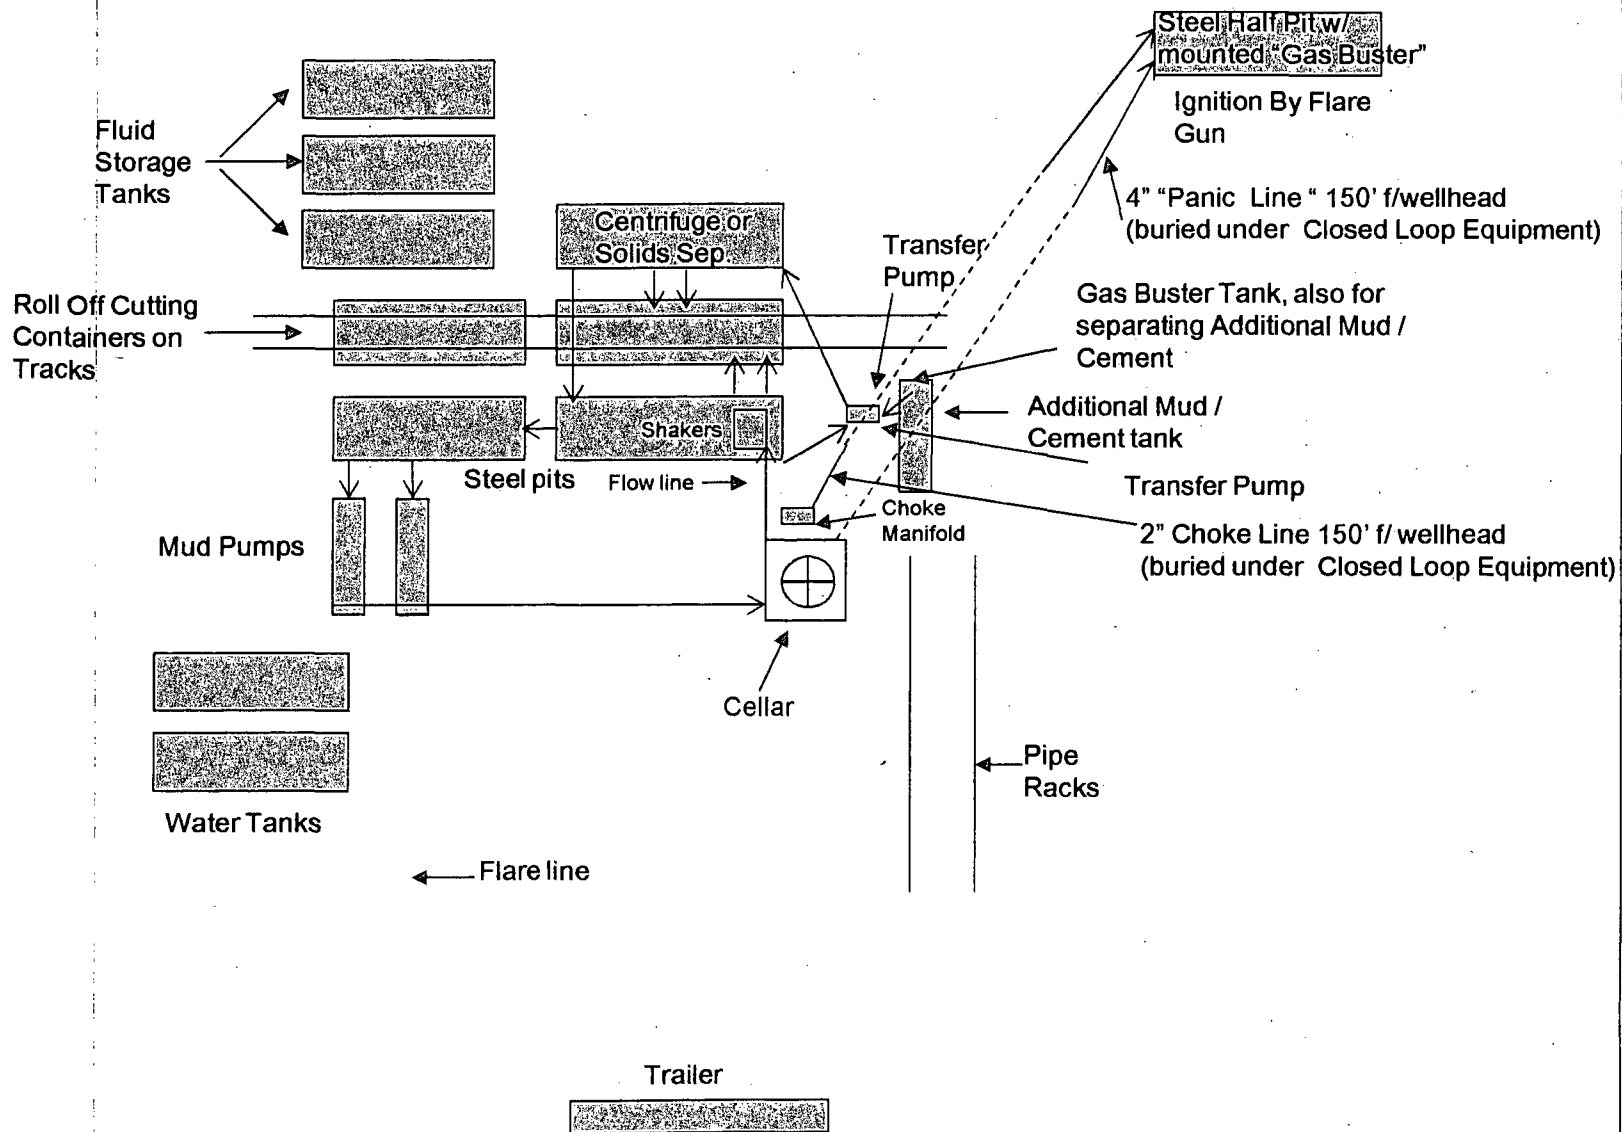 Steel Half Pit w/
mounted “Gas Buster”
Ignition By Flare
Gun
Fluid
Storage
Tanks
4” “Panic Line “ 150’ f/wellhead
(buried under Closed Loop Equipment)
Centrifuge or
Solids Sep.
Transfer
Pump
Roll Off Cutting
Containers on
Tracks
Gas Buster Tank, also for
separating Additional Mud /
Cement
Additional Mud /
Cement tank
Shakers
Steel pits
Flow line
Transfer Pump
Choke
Manifold
2” Choke Line 150’ f/ wellhead
(buried under Closed Loop Equipment)
Mud Pumps
Cellar
Pipe
Racks
Water Tanks
Flare line
Trailer